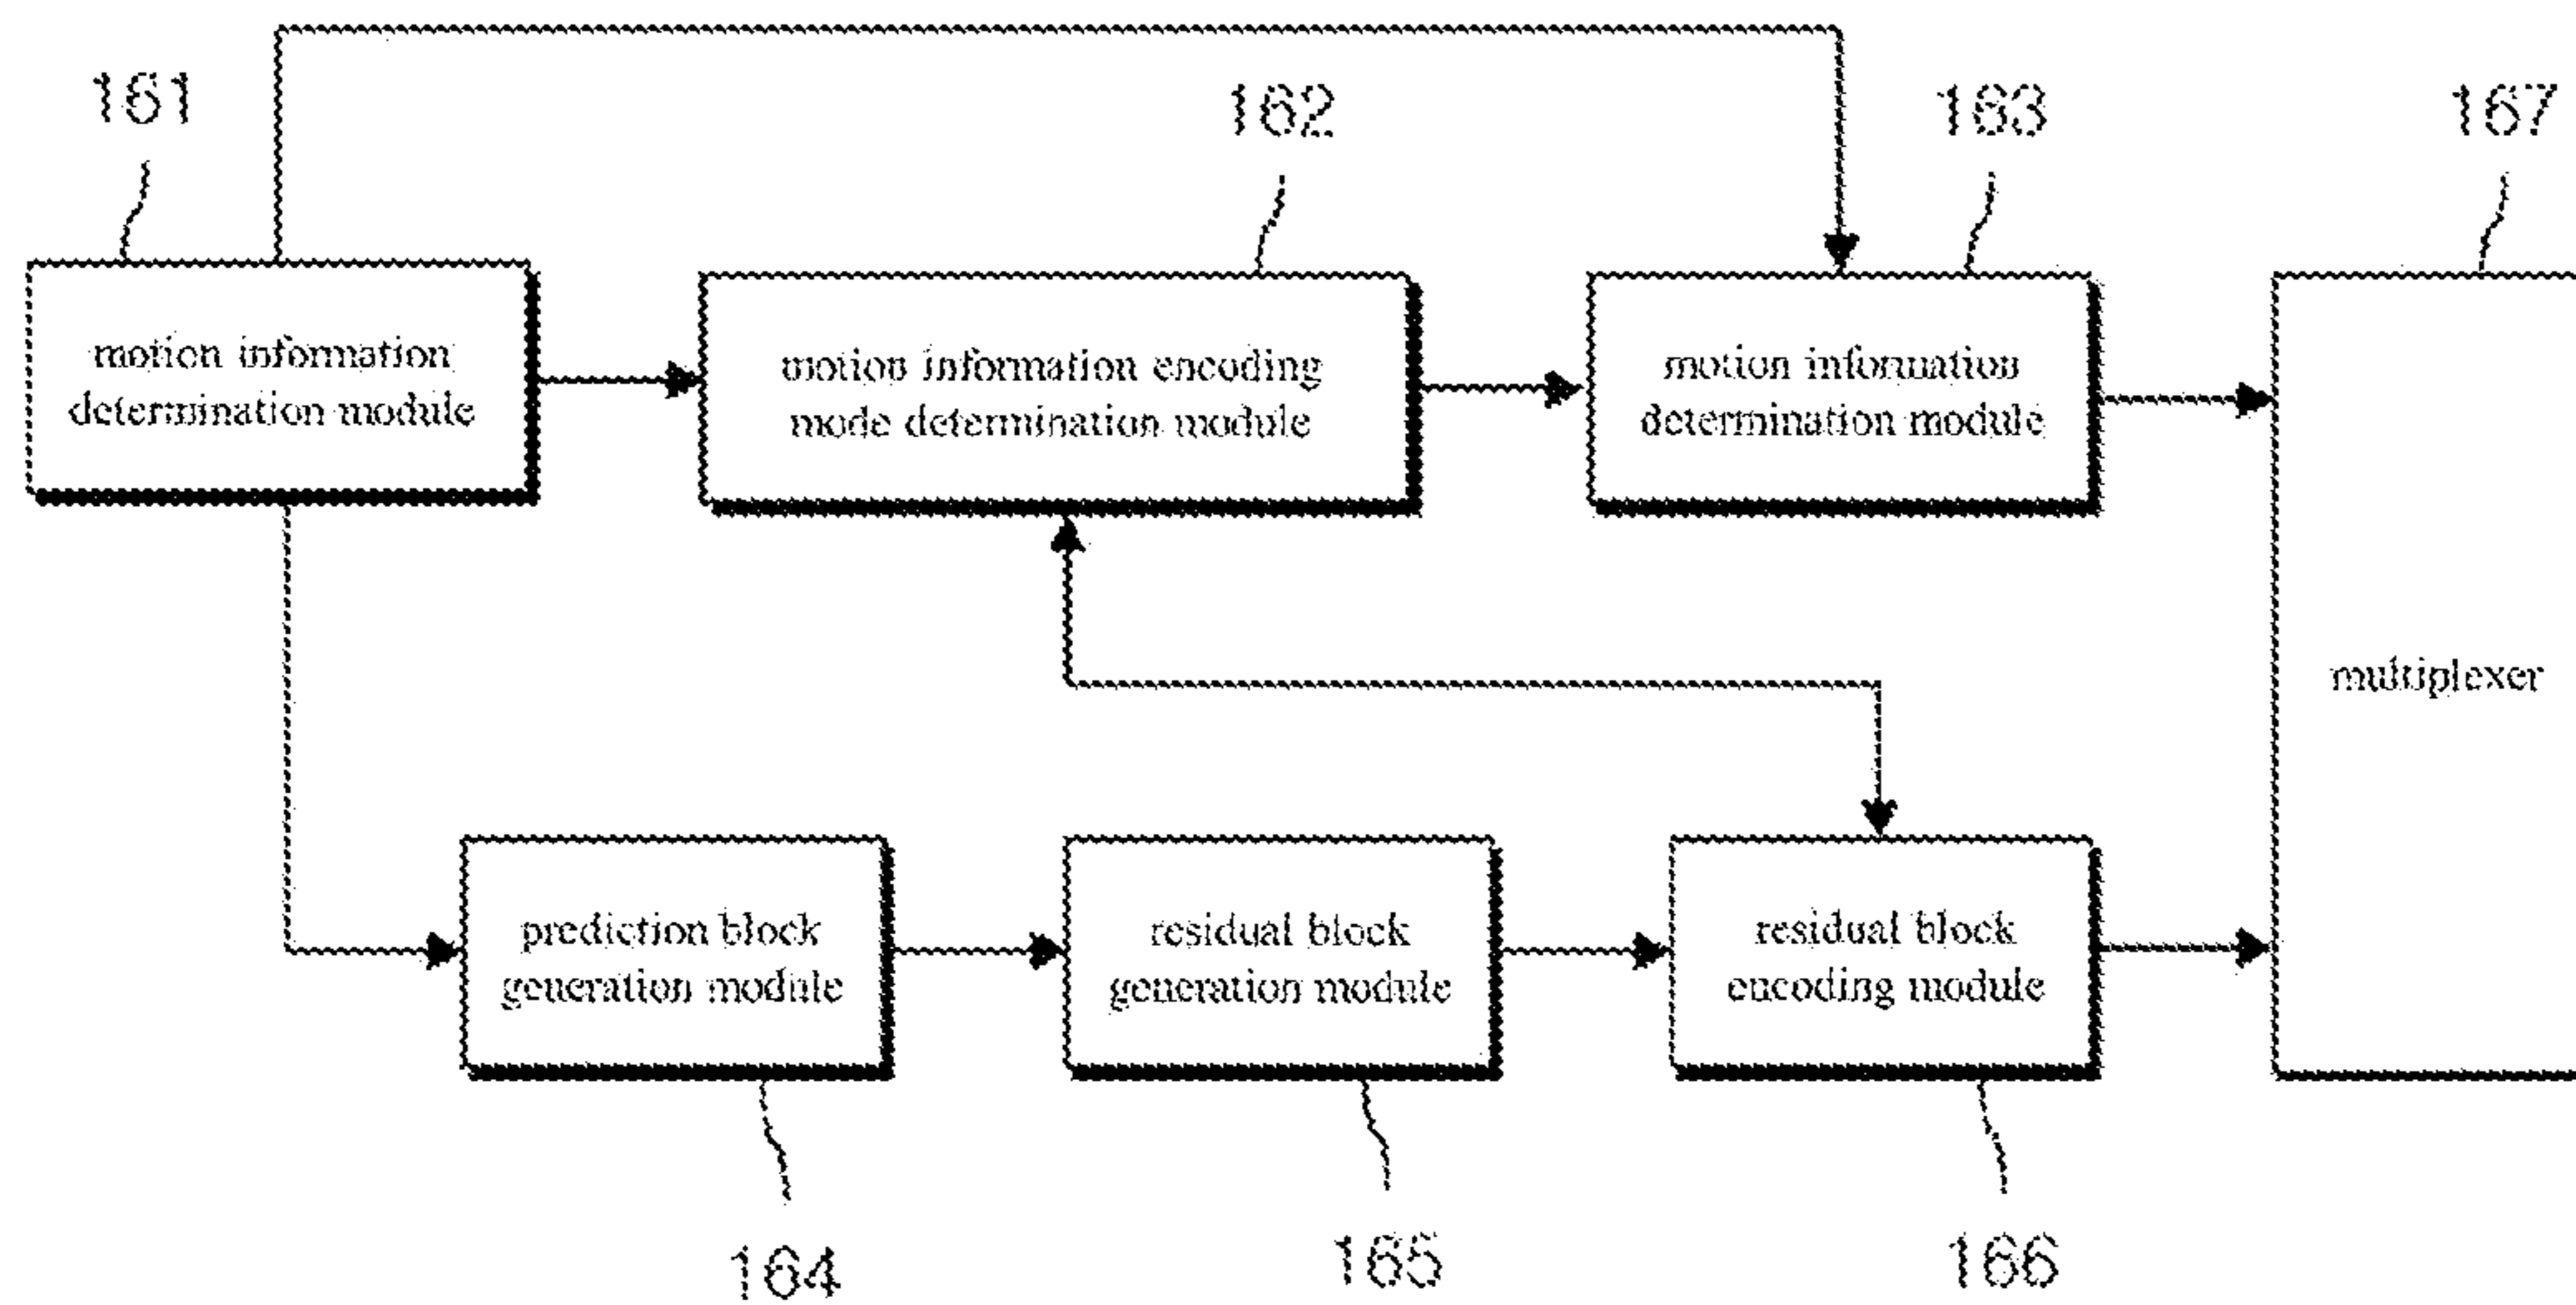 161
162
163
167
motion information
determination module
motion information encoding
mode determination module
motion information
determination module
multiplexer
prediction block
generation module
residual block
generation module
residual block
encoding module
164
165
166